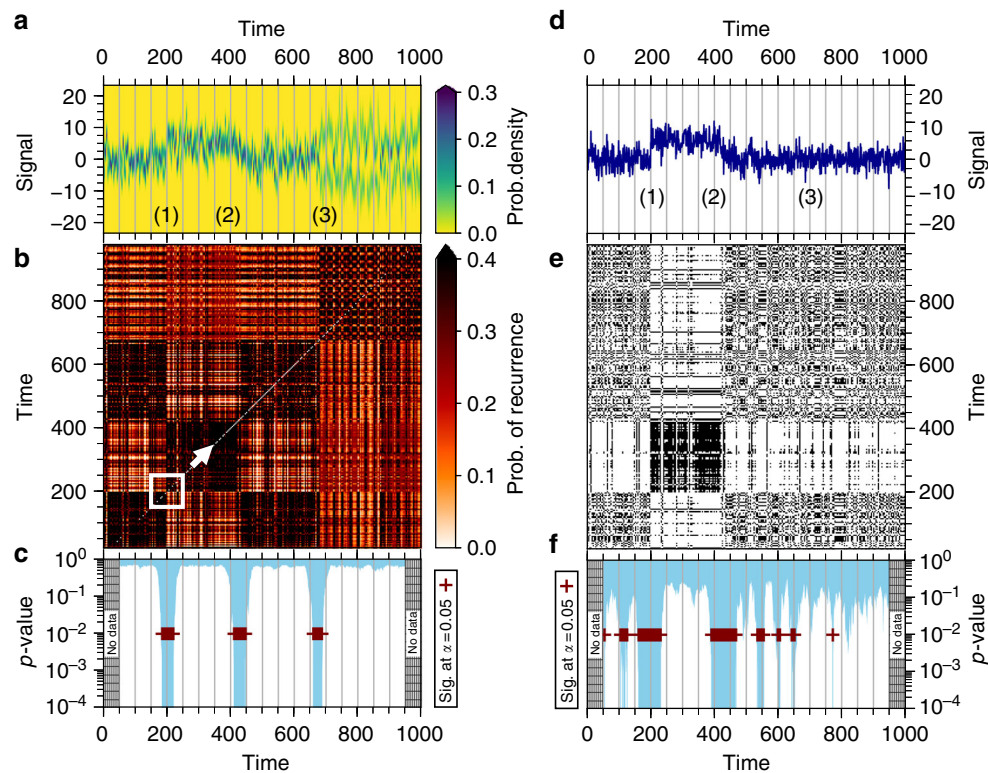 a
Time
0 200 400 600 800 1000
Signal
20
10
0
−10
−20
(1) (2) (3)
0.3
0.2
0.1
0.0
Prob.density
b
Time
800
600
400
200
0.4
0.3
0.2
0.1
0.0
Prob. of recurrence
c
p-value
10⁰
10⁻¹
10⁻²
10⁻³
10⁻⁴
No data
No data
Sig. at α=0.05 +
0 200 400 600 800 1000
Time
d
Time
0 200 400 600 800 1000
20
10
0
−10
−20
Signal
(1) (2) (3)
e
800
600
400
200
Time
f
Sig. at α=0.05 +
No data
No data
10⁰
10⁻¹
10⁻²
10⁻³
10⁻⁴
p-value
0 200 400 600 800 1000
Time